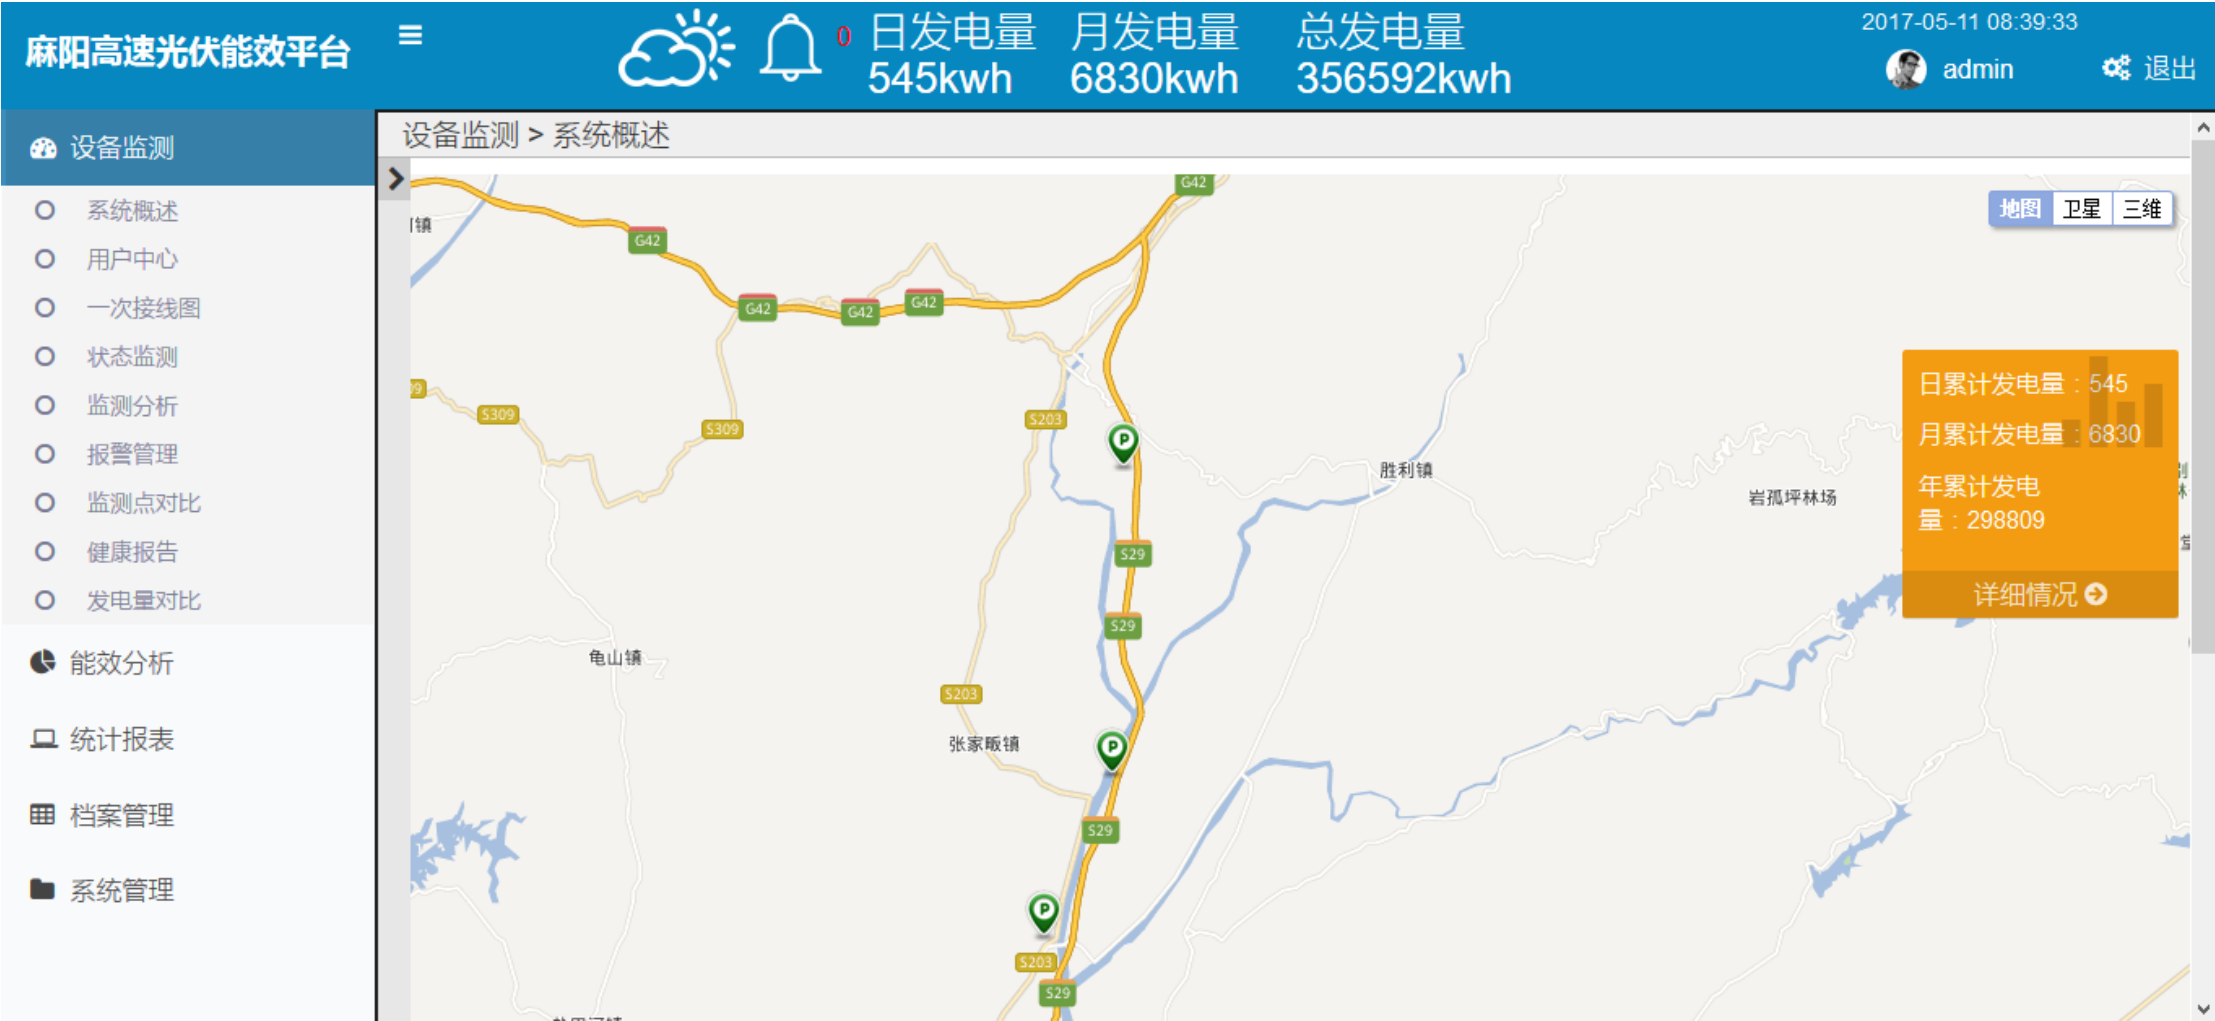 麻阳高速光伏能效平台
0
日发电量
545kwh
月发电量
6830kwh
总发电量
356592kwh
2017-05-11 08:39:33
admin
退出
设备监测
系统概述
用户中心
一次接线图
状态监测
监测分析
报警管理
监测点对比
健康报告
发电量对比
能效分析
统计报表
档案管理
系统管理
设备监测 > 系统概述
G42
地图
卫星
三维
镇
G42
G42
G42
G42
S309
S309
S203
P
胜利镇
岩孤坪林场
日累计发电量：545
月累计发电量：6830
年累计发电
量：298809
详细情况
S29
S29
龟山镇
S203
张家畈镇
P
S29
P
S203
S29